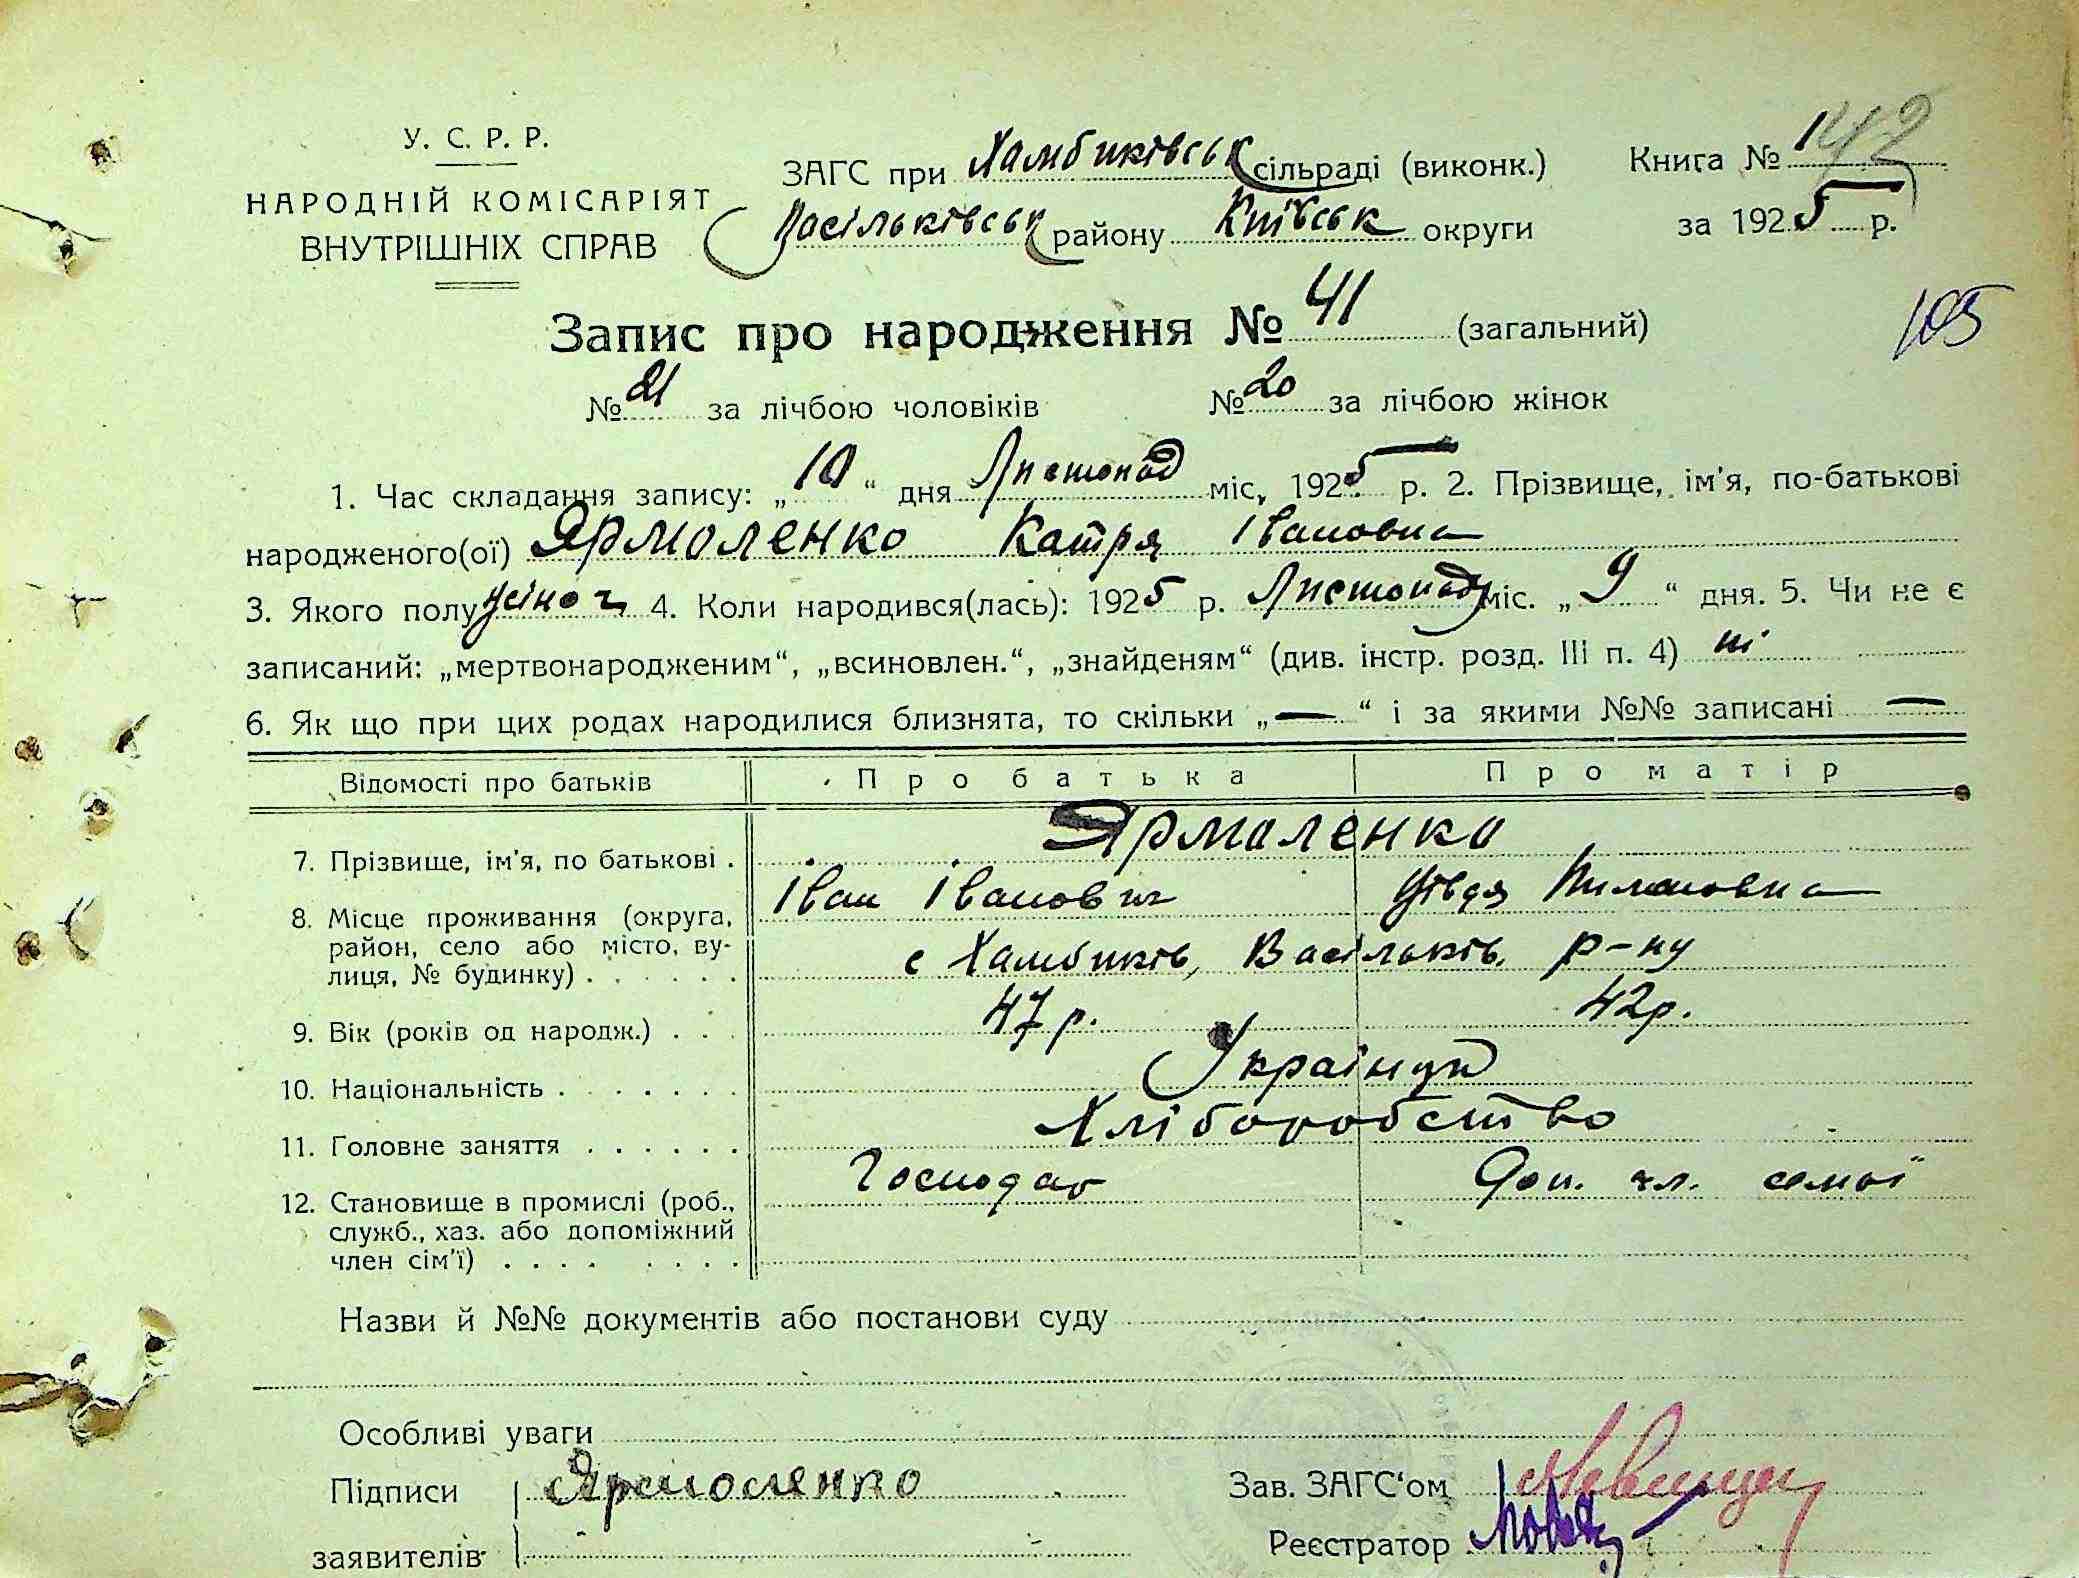 У. С. Р. Р.
НАРОДНІЙ КОМІСАРІЯТ
ВНУТРІШНІХ СПРАВ
ЗАГС при Хамбиківськ сільраді (виконк.)
Васільківськ району Київськ округи
Книга № 1 142
за 1925 р.
Запис про народження № 41 (загальний)
105
№ 21 за лічбою чоловіків № 20 за лічбою жінок
1. Час складання запису: „10“ дня Листопад міс, 1925 р. 2. Прізвище, ім'я, по-батькові
народженого(ої) Ярмоленко Катря Івановна
3. Якого полу жіноч 4. Коли народився(лась): 1925 р. Листопад міс. „9“ дня. 5. Чи не є
записаний: „мертвонародженим“, „всиновлен.“, „знайденям“ (див. інстр. розд. III п. 4) ні
6. Як що при цих родах народилися близнята, то скільки „—“ і за якими №№ записані —
Відомості про батьків Про батька Про матір
7. Прізвище, ім'я, по батькові . Ярмоленко
Іван Іванович Пимоновна
8. Місце проживання (округа,
район, село або місто, ву-
лиця, № будинку) . . . . . . с Хамбиків, Васільків. р-ну
9. Вік (років од народж.) . . . 47 р. 42 р.
10. Національність . . . . . . . Українці
11. Головне заняття . . . . . . Хліборобство
12. Становище в промислі (роб.,
служб., хаз. або допоміжний
член сім'ї) . . . . . . . . Господар Доп. чл. семьї
Назви й №№ документів або постанови суду
Особливі уваги
Підписи Ярмоленко
заявителів
Зав. ЗАГС'ом
Реєстратор